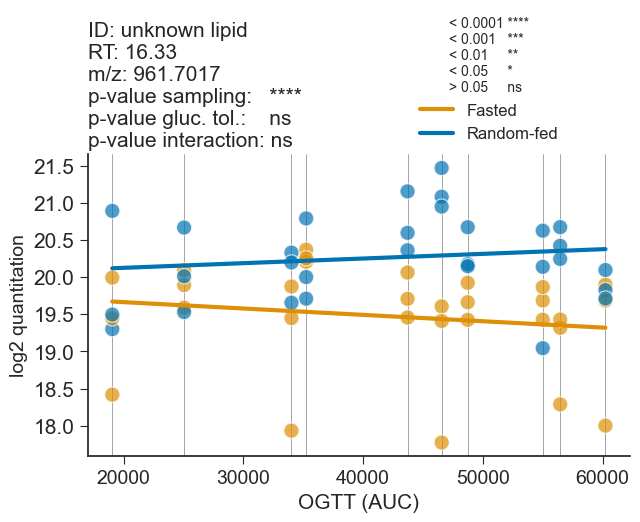 ID: unknown lipid
RT: 16.33
m/z: 961.7017
p-value sampling: ****
p-value gluc. tol.: ns
p-value interaction: ns
< 0.0001 ****
< 0.001 ***
< 0.01 **
< 0.05 *
> 0.05 ns
Fasted
Random-fed
log2 quantitation
21.5
21.0
20.5
20.0
19.5
19.0
18.5
18.0
20000 30000 40000 50000 60000
OGTT (AUC)